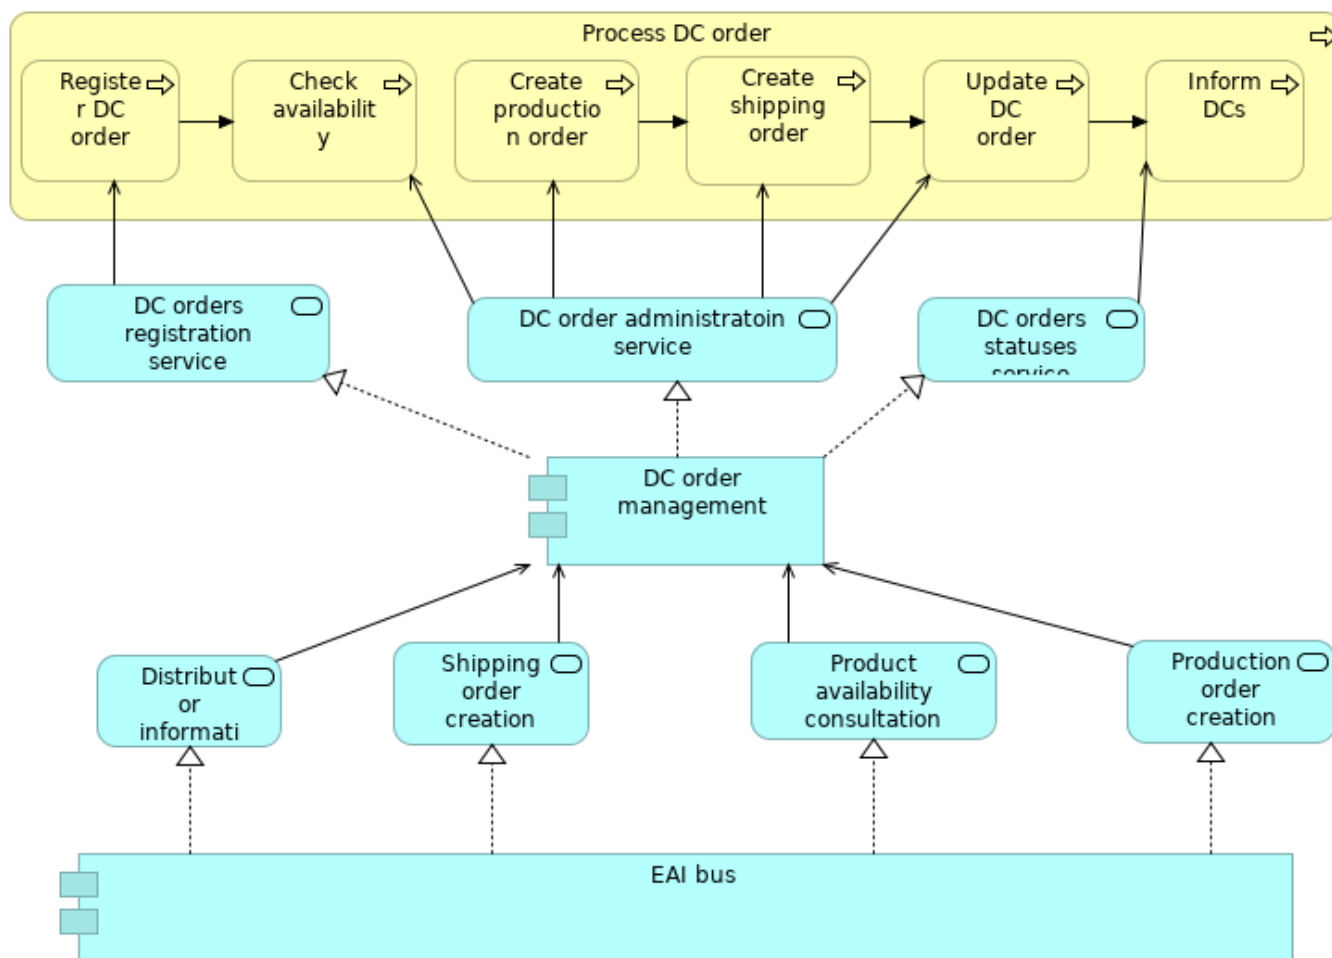 Process DC order
Registe
r DC
order
Check
availabilit
y
Create
productio
n order
Create
shipping
order
Update
DC
order
Inform
DCs
DC orders
registration
service
DC order administratoin
service
DC orders
statuses
service
DC order
management
Distribut
or
informati
Shipping
order
creation
Product
availability
consultation
Production
order
creation
EAI bus